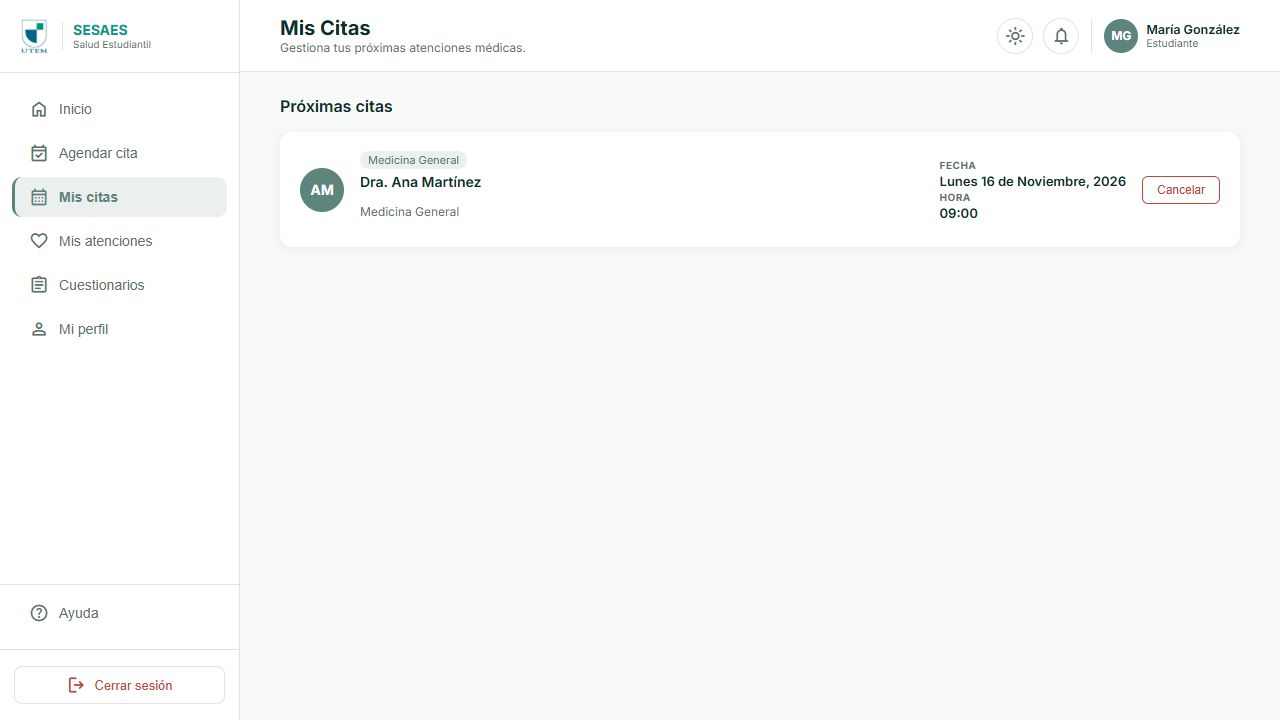 UTEM
SESAES
Salud Estudiantil
Inicio
Agendar cita
Mis citas
Mis atenciones
Cuestionarios
Mi perfil
Ayuda
Cerrar sesión
Mis Citas
Gestiona tus próximas atenciones médicas.
MG
María González
Estudiante
Próximas citas
AM
Medicina General
Dra. Ana Martínez
Medicina General
FECHA
Lunes 16 de Noviembre, 2026
HORA
09:00
Cancelar